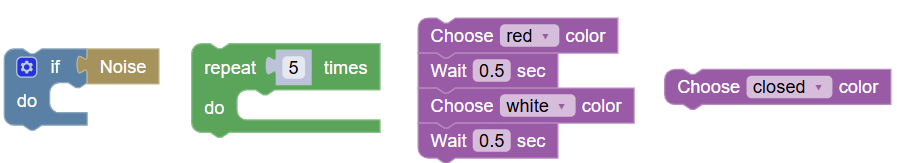 if Noise
do
repeat 5 times
do
Choose red color
Wait 0.5 sec
Choose white color
Wait 0.5 sec
Choose closed color